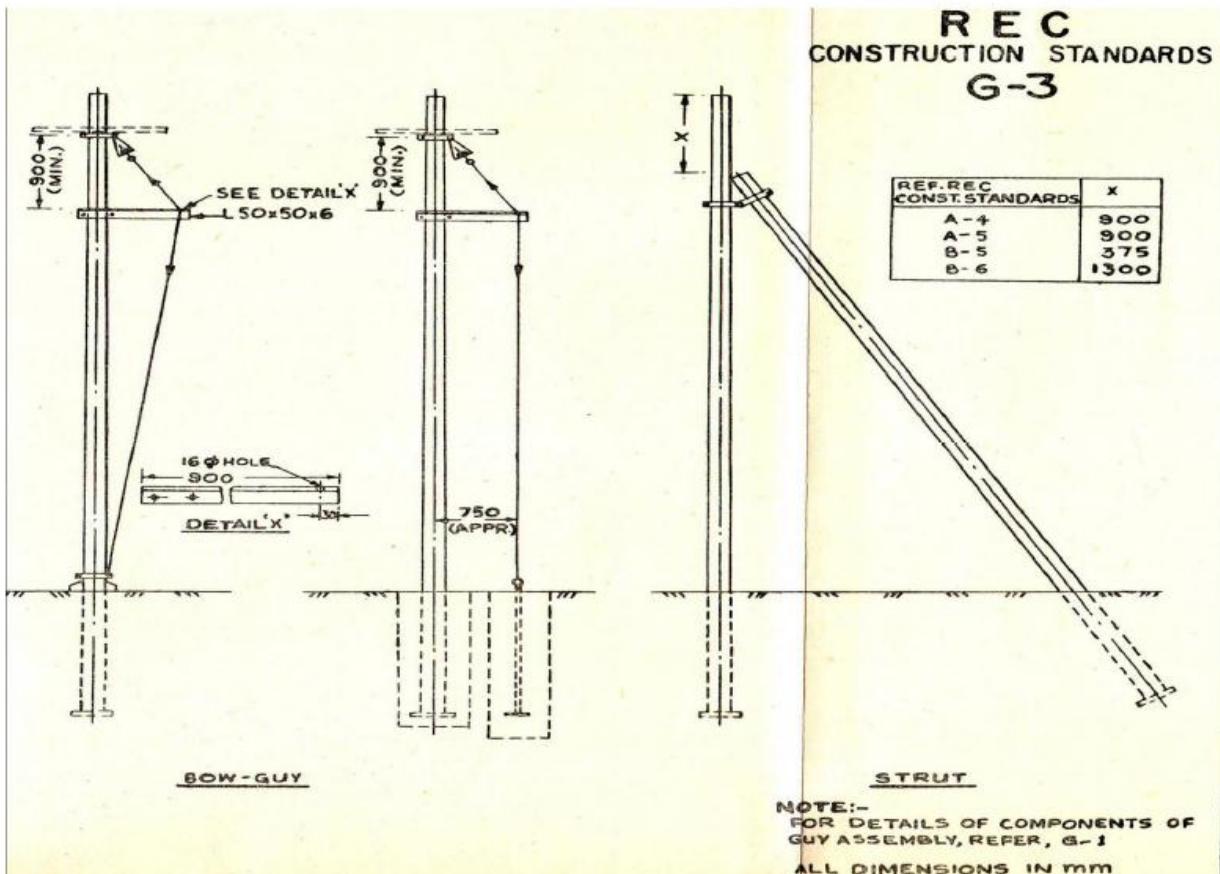 REC
CONSTRUCTION STANDARDS
G-3
900
(MIN.)
SEE DETAIL 'X'
L 50x50x6
900
(MIN.)
X
REF. REC X
CONST. STANDARDS
A-4 900
A-5 900
B-5 375
B-6 1300
16 ϕ HOLE
900
30
DETAIL 'X'
750
(APPR)
BOW-GUY
STRUT
NOTE:-
FOR DETAILS OF COMPONENTS OF
GUY ASSEMBLY, REFER, G-1
ALL DIMENSIONS IN mm